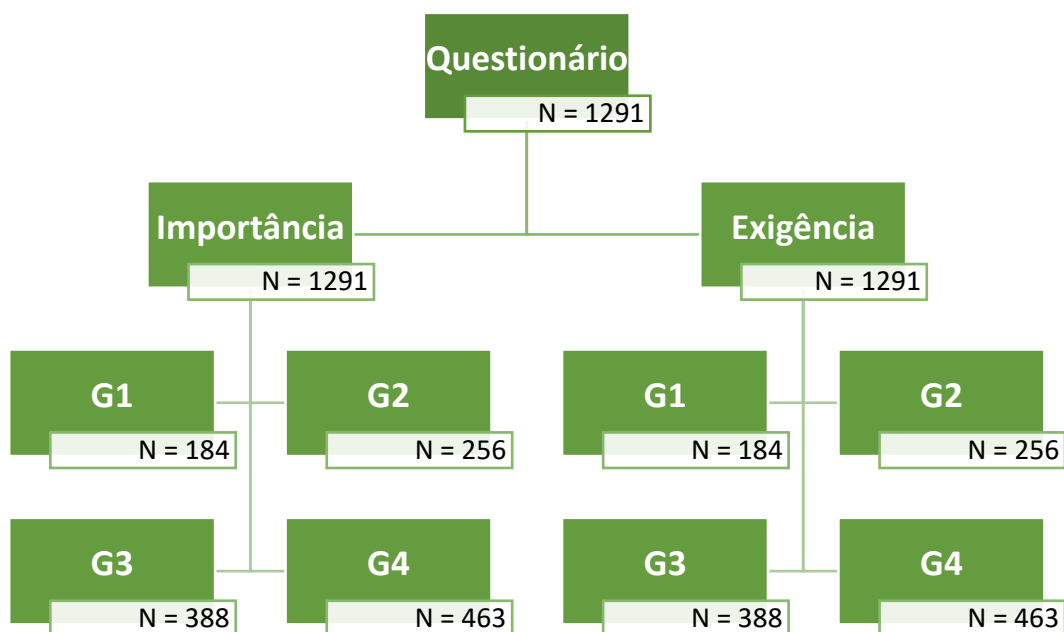 Questionário
N = 1291
Importância
N = 1291
Exigência
N = 1291
G1
N = 184
G2
N = 256
G1
N = 184
G2
N = 256
G3
N = 388
G4
N = 463
G3
N = 388
G4
N = 463